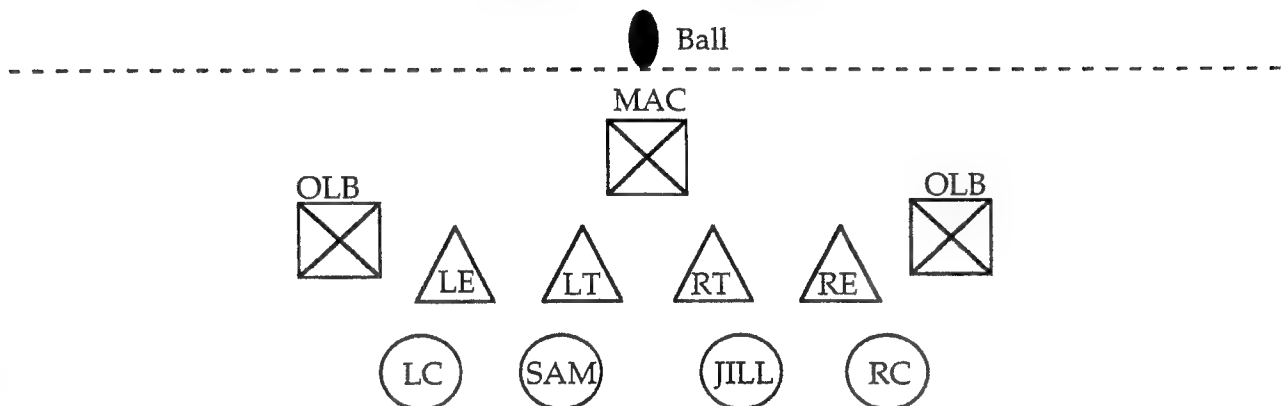 Ball
MAC
OLB OLB
LE LT RT RE
LC SAM JILL RC